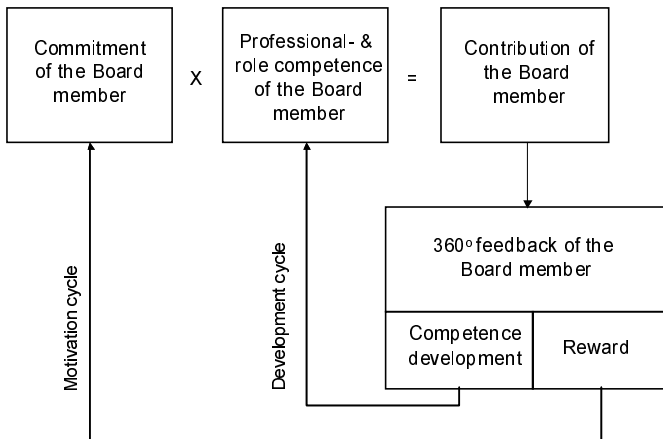 Commitment
of the Board
member
X
Professional- &
role competence
of the Board
member
=
Contribution of
the Board
member
360° feedback of the
Board member
Competence
development
Reward
Motivation cycle
Development cycle